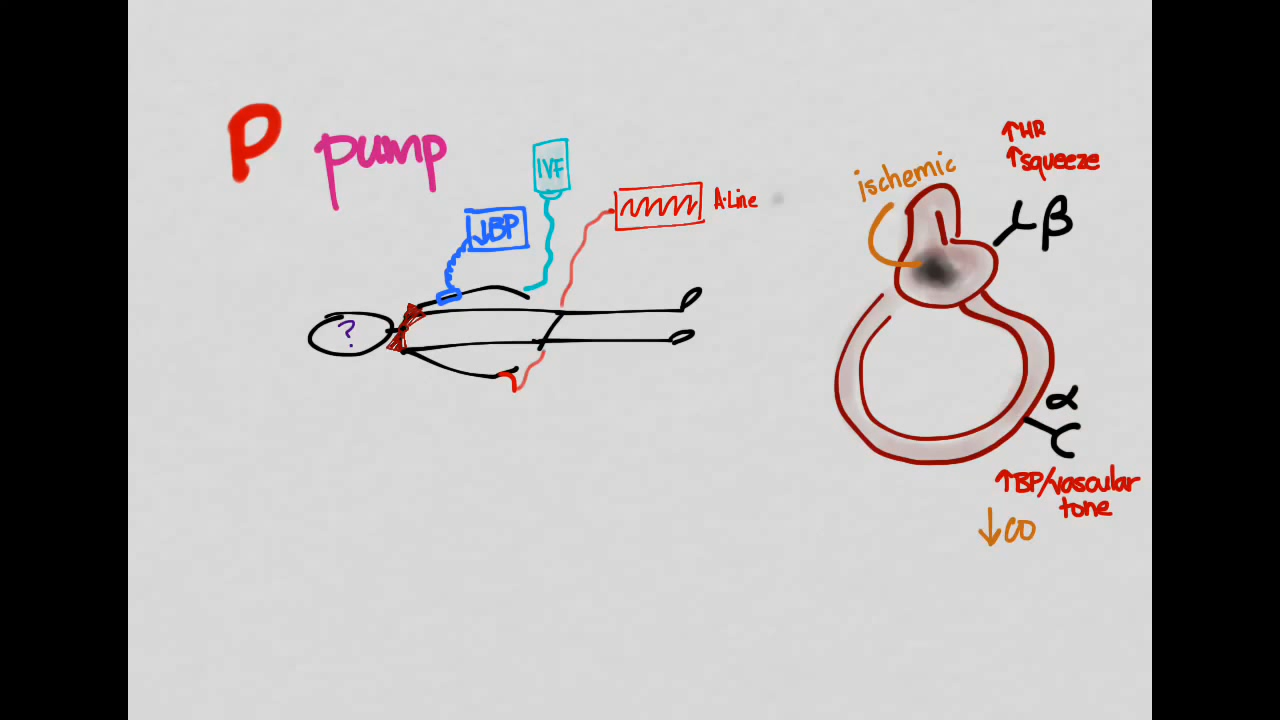 P pump
IVF
↓BP
A-Line
?
ischemic
↑HR
↑squeeze
β
α
↑BP/vascular
tone
↓CO